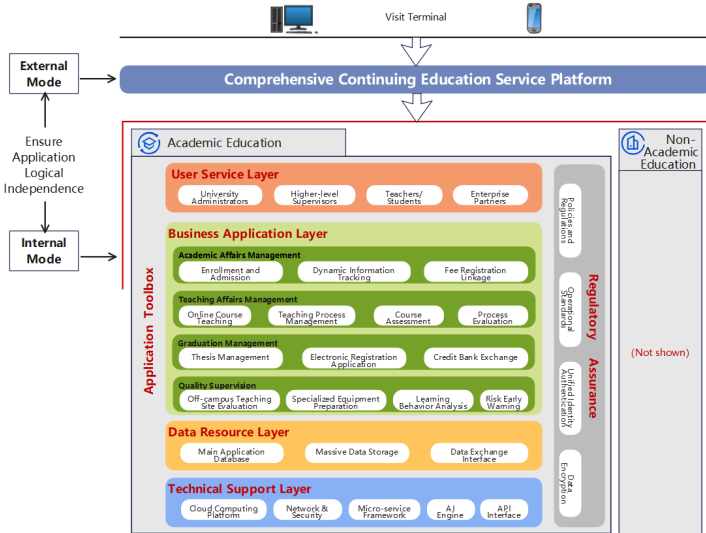 Visit Terminal
External
Mode
Comprehensive Continuing Education Service Platform
Ensure
Application
Logical
Independence
Internal
Mode
Academic Education
Non-
Academic
Education
Application Toolbox
User Service Layer
University
Administrators
Higher-level
Supervisors
Teachers/
Students
Enterprise
Partners
Business Application Layer
Academic Affairs Management
Enrollment and
Admission
Dynamic Information
Tracking
Fee Registration
Linkage
Teaching Affairs Management
Online Course
Teaching
Teaching Process
Management
Course
Assessment
Process
Evaluation
Graduation Management
Thesis Management
Electronic Registration
Application
Credit Bank Exchange
Quality Supervision
Off-campus Teaching
Site Evaluation
Specialized Equipment
Preparation
Learning
Behavior Analysis
Risk Early
Warning
Data Resource Layer
Main Application
Database
Massive Data Storage
Data Exchange
Interface
Technical Support Layer
Cloud Computing
Platform
Network &
Security
Micro-service
Framework
AI
Engine
API
Interface
Policies and
Regulations
Operational
Standards
Unified Identity
Authentication
Data
Encryption
Regulatory
Assurance
(Not shown)